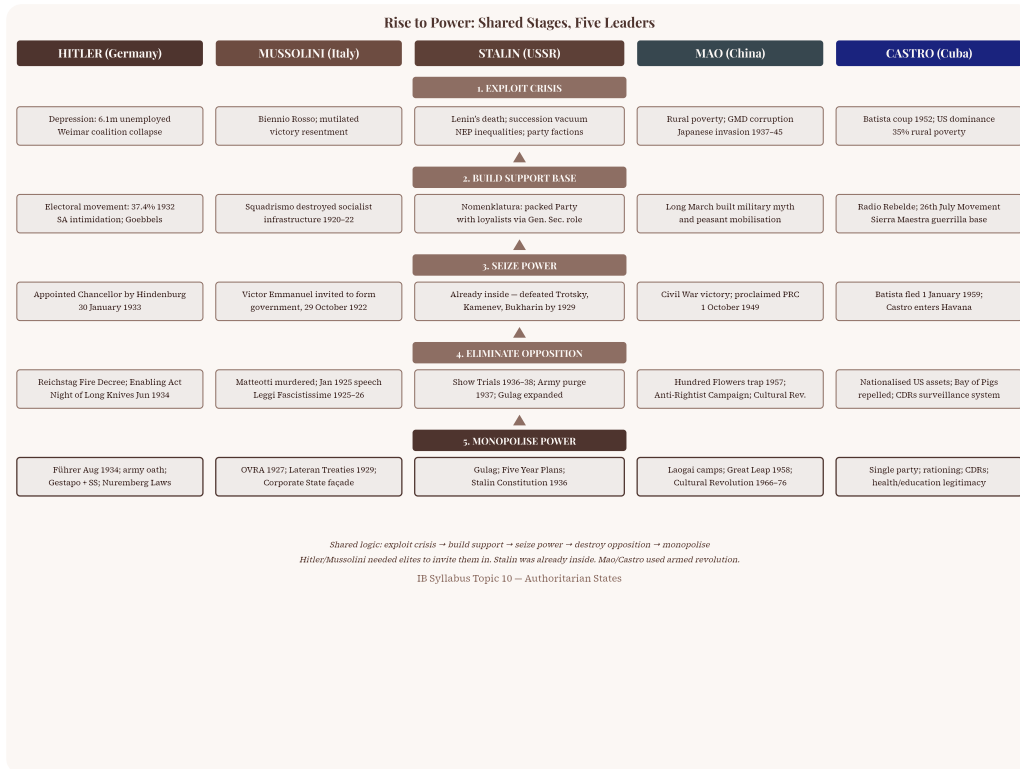 Rise to Power: Shared Stages, Five Leaders
HITLER (Germany)
MUSSOLINI (Italy)
STALIN (USSR)
MAO (China)
CASTRO (Cuba)
1. EXPLOIT CRISIS
Depression: 6.1m unemployed
Weimar coalition collapse
Biennio Rosso; mutilated
victory resentment
Lenin's death; succession vacuum
NEP inequalities; party factions
Rural poverty; GMD corruption
Japanese invasion 1937–45
Batista coup 1952; US dominance
35% rural poverty
2. BUILD SUPPORT BASE
Electoral movement: 37.4% 1932
SA intimidation; Goebbels
Squadrismo destroyed socialist
infrastructure 1920–22
Nomenklatura: packed Party
with loyalists via Gen. Sec. role
Long March built military myth
and peasant mobilisation
Radio Rebelde; 26th July Movement
Sierra Maestra guerrilla base
3. SEIZE POWER
Appointed Chancellor by Hindenburg
30 January 1933
Victor Emmanuel invited to form
government, 29 October 1922
Already inside — defeated Trotsky,
Kamenev, Bukharin by 1929
Civil War victory; proclaimed PRC
1 October 1949
Batista fled 1 January 1959;
Castro enters Havana
4. ELIMINATE OPPOSITION
Reichstag Fire Decree; Enabling Act
Night of Long Knives Jun 1934
Matteotti murdered; Jan 1925 speech
Leggi Fascistissime 1925–26
Show Trials 1936–38; Army purge
1937; Gulag expanded
Hundred Flowers trap 1957;
Anti-Rightist Campaign; Cultural Rev.
Nationalised US assets; Bay of Pigs
repelled; CDRs surveillance system
5. MONOPOLISE POWER
Führer Aug 1934; army oath;
Gestapo + SS; Nuremberg Laws
OVRA 1927; Lateran Treaties 1929;
Corporate State façade
Gulag; Five Year Plans;
Stalin Constitution 1936
Laogai camps; Great Leap 1958;
Cultural Revolution 1966–76
Single party; rationing; CDRs;
health/education legitimacy
Shared logic: exploit crisis → build support → seize power → destroy opposition → monopolise
Hitler/Mussolini needed elites to invite them in. Stalin was already inside. Mao/Castro used armed revolution.
IB Syllabus Topic 10 — Authoritarian States